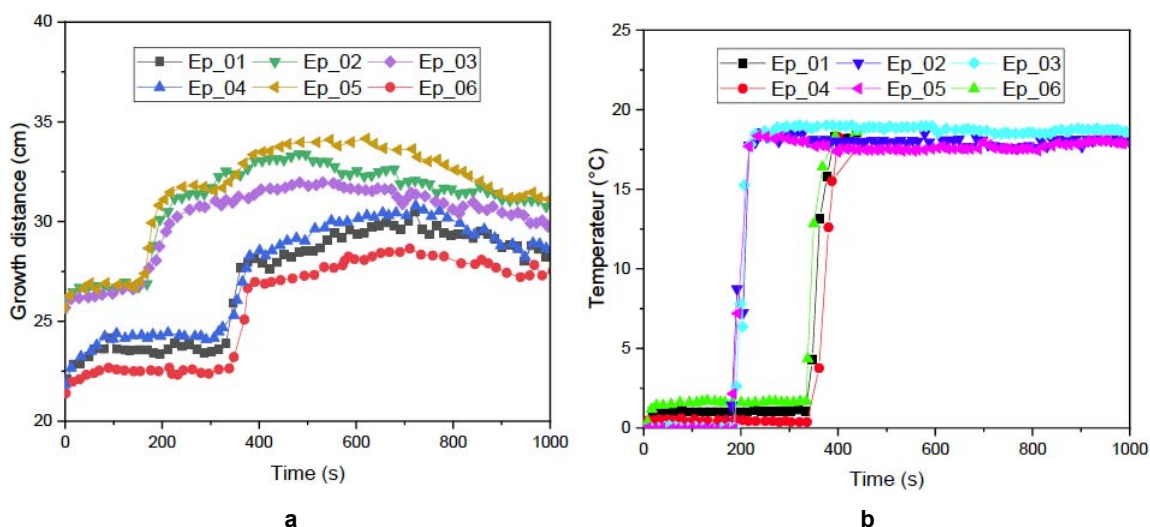 40
35
30
25
20
Growth distance (cm)
Ep_01 Ep_02 Ep_03
Ep_04 Ep_05 Ep_06
0 200 400 600 800 1000
Time (s)
a
25
20
15
10
5
0
Temperateur (°C)
Ep_01 Ep_02 Ep_03
Ep_04 Ep_05 Ep_06
0 200 400 600 800 1000
Time (s)
b